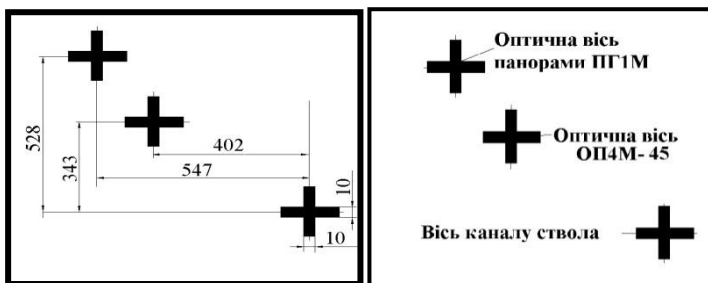 528
343
402
547
10
10
Оптична вісь
панорами ПГ1М
Оптична вісь
ОП4М- 45
Вісь каналу ствола